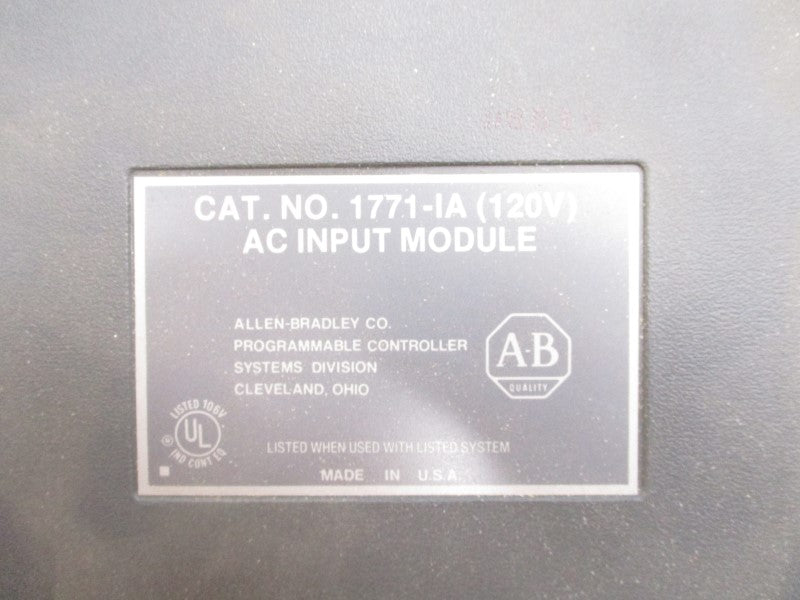 CAT. NO. 1771-IA (120V)
AC INPUT MODULE
ALLEN-BRADLEY CO.
PROGRAMMABLE CONTROLLER
SYSTEMS DIVISION
CLEVELAND, OHIO
A-B
QUALITY
LISTED 106V
UL
®
IND CONT EQ
LISTED WHEN USED WITH LISTED SYSTEM
MADE IN U.S.A.